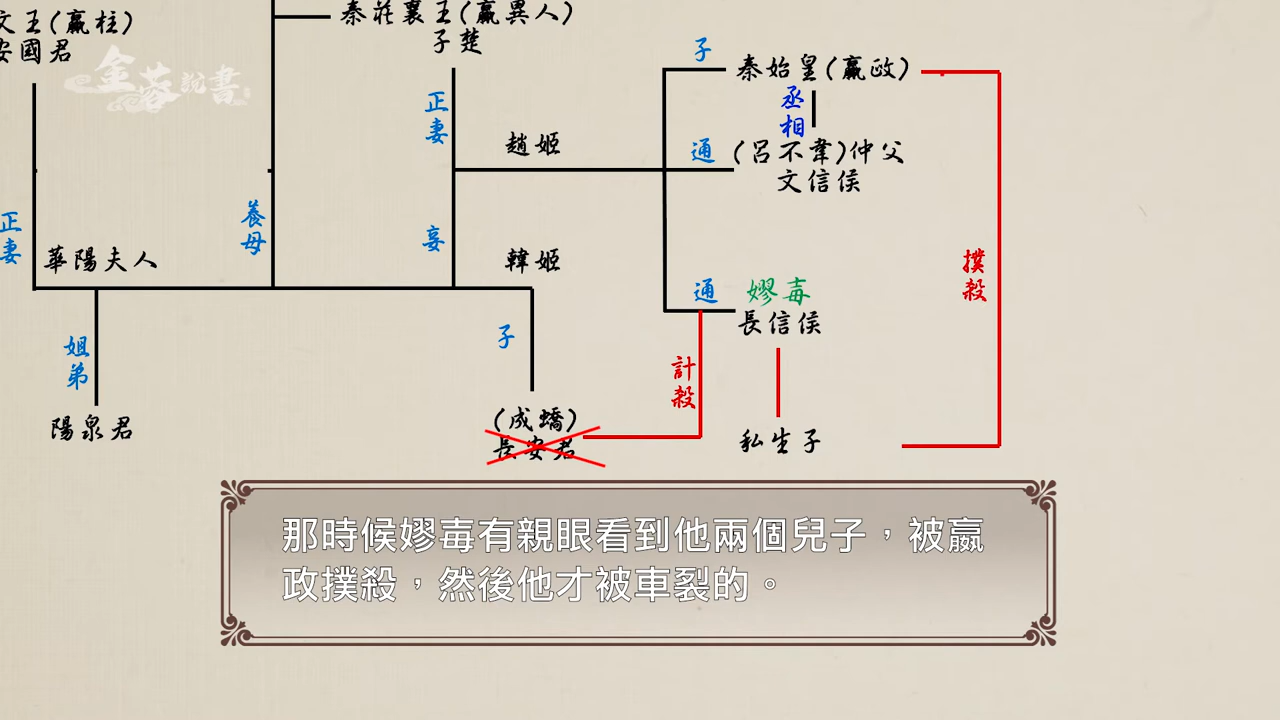 文王(嬴柱)
安國君
金蓉說書
秦莊襄王(嬴異人)
子楚
子
秦始皇(嬴政)
丞相
正妻
趙姬
通
(呂不韋)仲父
文信侯
正妻
華陽夫人
養母
妾
韓姬
撲殺
通
嫪毐
長信侯
姐弟
子
計殺
陽泉君
(成蟜)
長安君
私生子
那時候嫪毐有親眼看到他兩個兒子，被嬴
政撲殺，然後他才被車裂的。